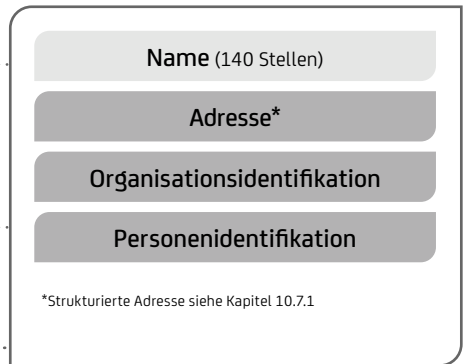 Name (140 Stellen)
Adresse*
Organisationsidentifikation
Personenidentifikation
*Strukturierte Adresse siehe Kapitel 10.7.1